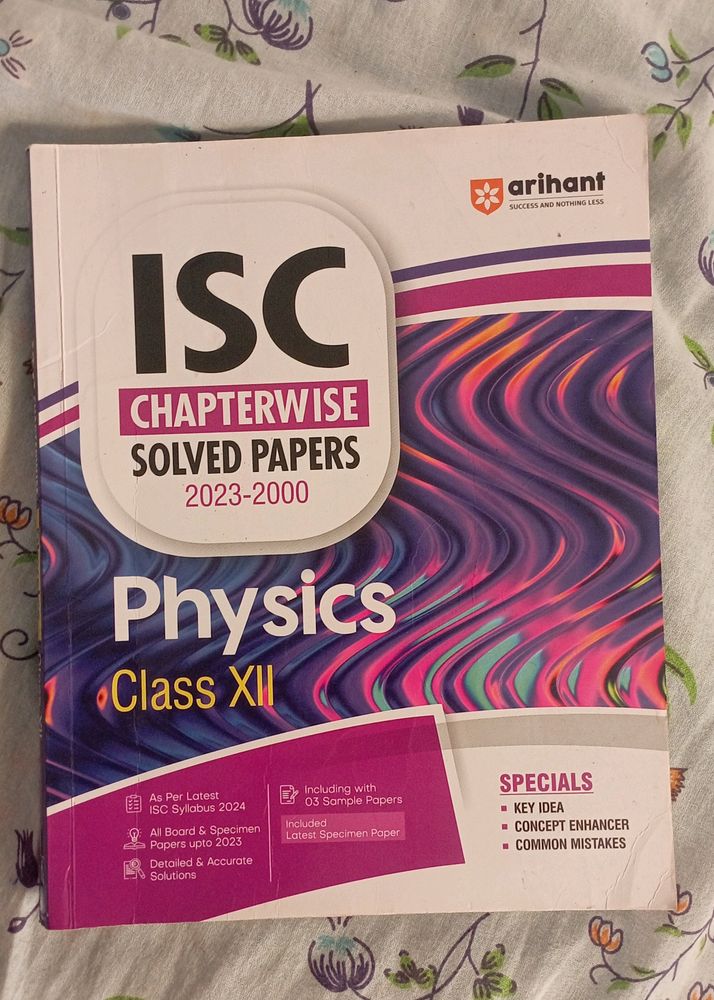 arihant
SUCCESS AND NOTHING LESS
ISC
CHAPTERWISE
SOLVED PAPERS
2023-2000
Physics
Class XII
As Per Latest
ISC Syllabus 2024
All Board & Specimen
Papers upto 2023
Detailed & Accurate
Solutions
Including with
03 Sample Papers
Included
Latest Specimen Paper
SPECIALS
KEY IDEA
CONCEPT ENHANCER
COMMON MISTAKES